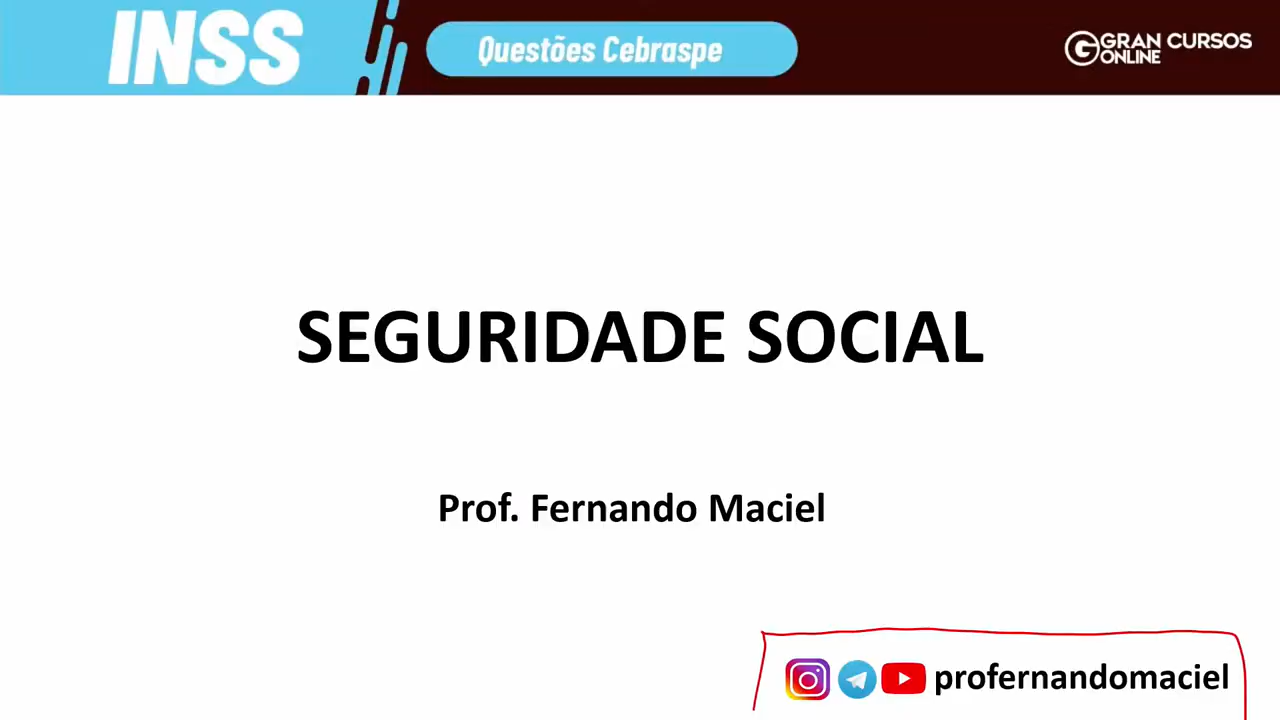 INSS
Questões Cebraspe
GRAN CURSOS
ONLINE
SEGURIDADE SOCIAL
Prof. Fernando Maciel
profernandomaciel